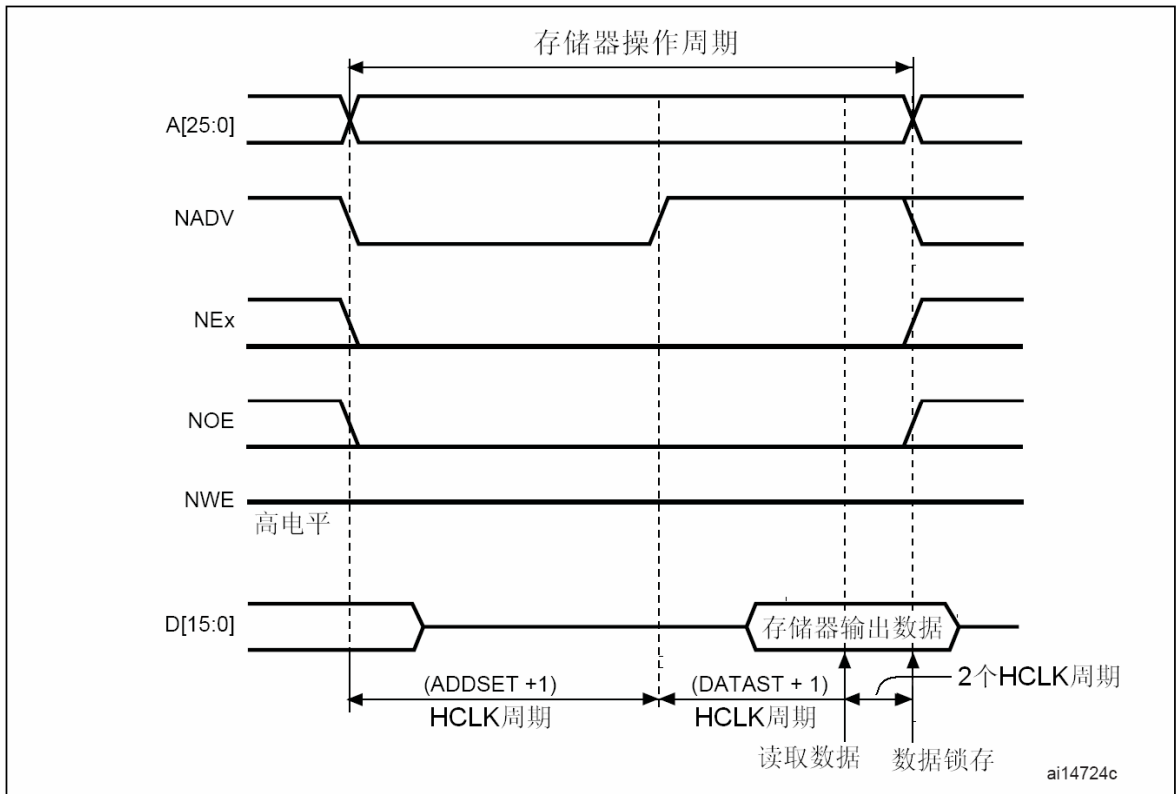 存储器操作周期
A[25:0]
NADV
NEx
NOE
NWE
高电平
D[15:0]
存储器输出数据
(ADDSET +1)
HCLK周期
(DATAST + 1)
HCLK周期
2个HCLK周期
读取数据
数据锁存
ai14724c